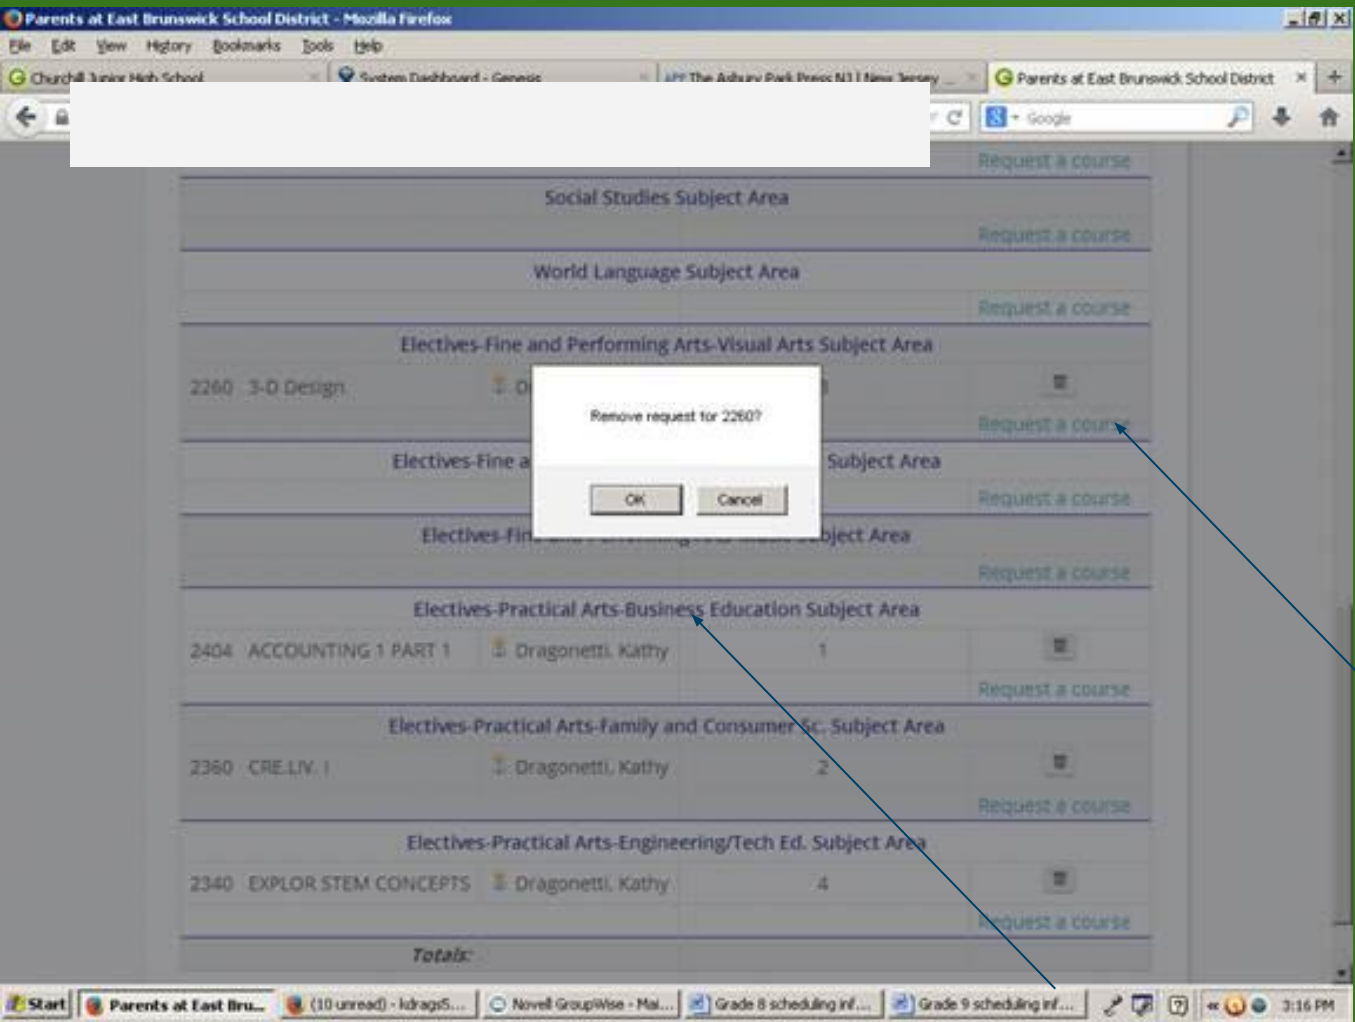 Parents at East Brunswick School District - Mozilla Firefox
File Edit View History Bookmarks Tools Help
Churchill Junior High School
System Dashboard - Genesis
APP The Asbury Park Press NJ | New Jersey ...
Parents at East Brunswick School District
Google
Request a course
Social Studies Subject Area
Request a course
World Language Subject Area
Request a course
Electives-Fine and Performing Arts-Visual Arts Subject Area
2260 3-D Design
Remove request for 2260?
Request a course
Electives-Fine a Subject Area
OK Cancel
Request a course
Electives-Fin bject Area
Request a course
Electives-Practical Arts-Business Education Subject Area
2404 ACCOUNTING 1 PART 1 Dragonetti, Kathy 1
Request a course
Electives-Practical Arts-Family and Consumer Sc. Subject Area
2360 CRE.LIV. I Dragonetti, Kathy 2
Request a course
Electives-Practical Arts-Engineering/Tech Ed. Subject Area
2340 EXPLOR STEM CONCEPTS Dragonetti, Kathy 4
Request a course
Totals:
Start Parents at East Bru... (10 unread) - kdrags5... Novell GroupWise - Mai... Grade 8 scheduling inf... Grade 9 scheduling inf... 3:16 PM